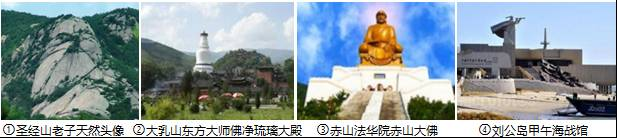 ①圣经山老子天然头像
②大乳山东方大师佛净琉璃大殿
③赤山法华院赤山大佛
④刘公岛甲午海战馆